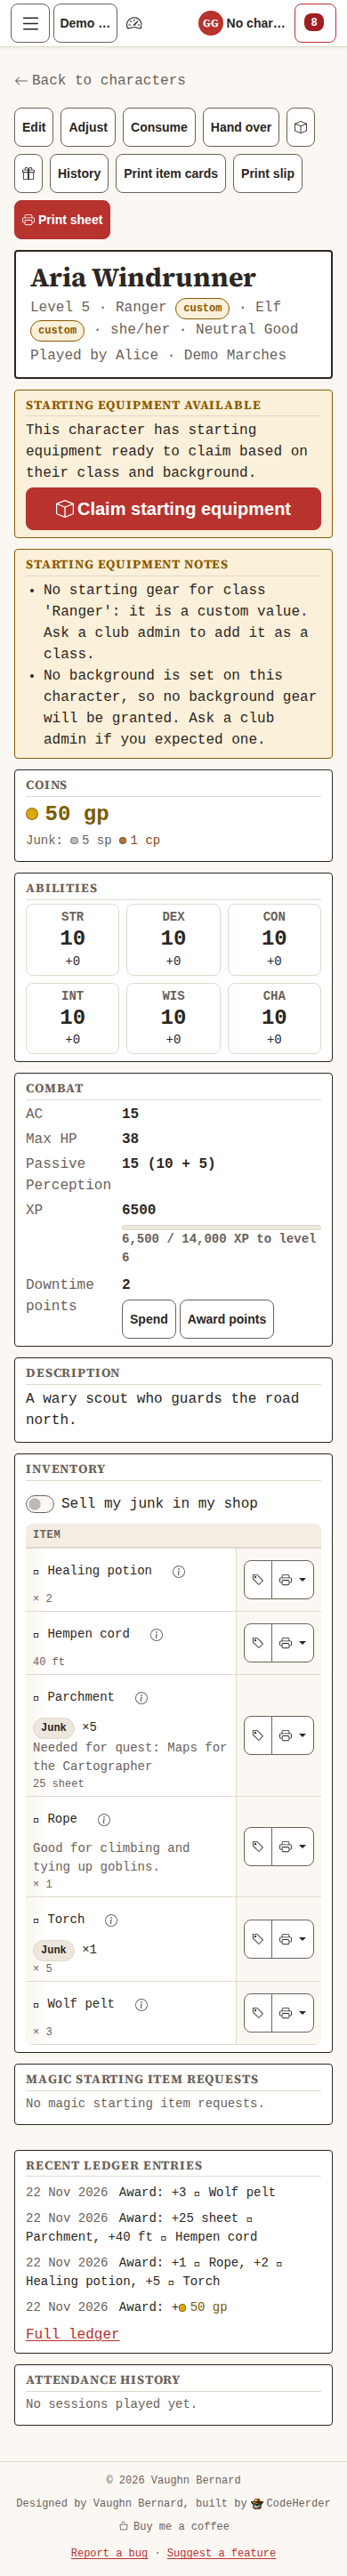 Demo ...
GG No char...
8
Back to characters
Edit Adjust Consume Hand over
History Print item cards Print slip
Print sheet
Aria Windrunner
Level 5 · Ranger custom · Elf
custom · she/her · Neutral Good
Played by Alice · Demo Marches
STARTING EQUIPMENT AVAILABLE
This character has starting
equipment ready to claim based on
their class and background.
Claim starting equipment
STARTING EQUIPMENT NOTES
• No starting gear for class
'Ranger': it is a custom value.
Ask a club admin to add it as a
class.
• No background is set on this
character, so no background gear
will be granted. Ask a club
admin if you expected one.
COINS
50 gp
Junk: 5 sp 1 cp
ABILITIES
STR DEX CON
10 10 10
+0 +0 +0
INT WIS CHA
10 10 10
+0 +0 +0
COMBAT
AC 15
Max HP 38
Passive 15 (10 + 5)
Perception
XP 6500
6,500 / 14,000 XP to level
6
Downtime 2
points
Spend Award points
DESCRIPTION
A wary scout who guards the road
north.
INVENTORY
Sell my junk in my shop
ITEM
Healing potion
× 2
Hempen cord
40 ft
Parchment
Junk ×5
Needed for quest: Maps for
the Cartographer
25 sheet
Rope
Good for climbing and
tying up goblins.
× 1
Torch
Junk ×1
× 5
Wolf pelt
× 3
MAGIC STARTING ITEM REQUESTS
No magic starting item requests.
RECENT LEDGER ENTRIES
22 Nov 2026 Award: +3 Wolf pelt
22 Nov 2026 Award: +25 sheet
Parchment, +40 ft Hempen cord
22 Nov 2026 Award: +1 Rope, +2
Healing potion, +5 Torch
22 Nov 2026 Award: + 50 gp
Full ledger
ATTENDANCE HISTORY
No sessions played yet.
© 2026 Vaughn Bernard
Designed by Vaughn Bernard, built by CodeHerder
Buy me a coffee
Report a bug · Suggest a feature